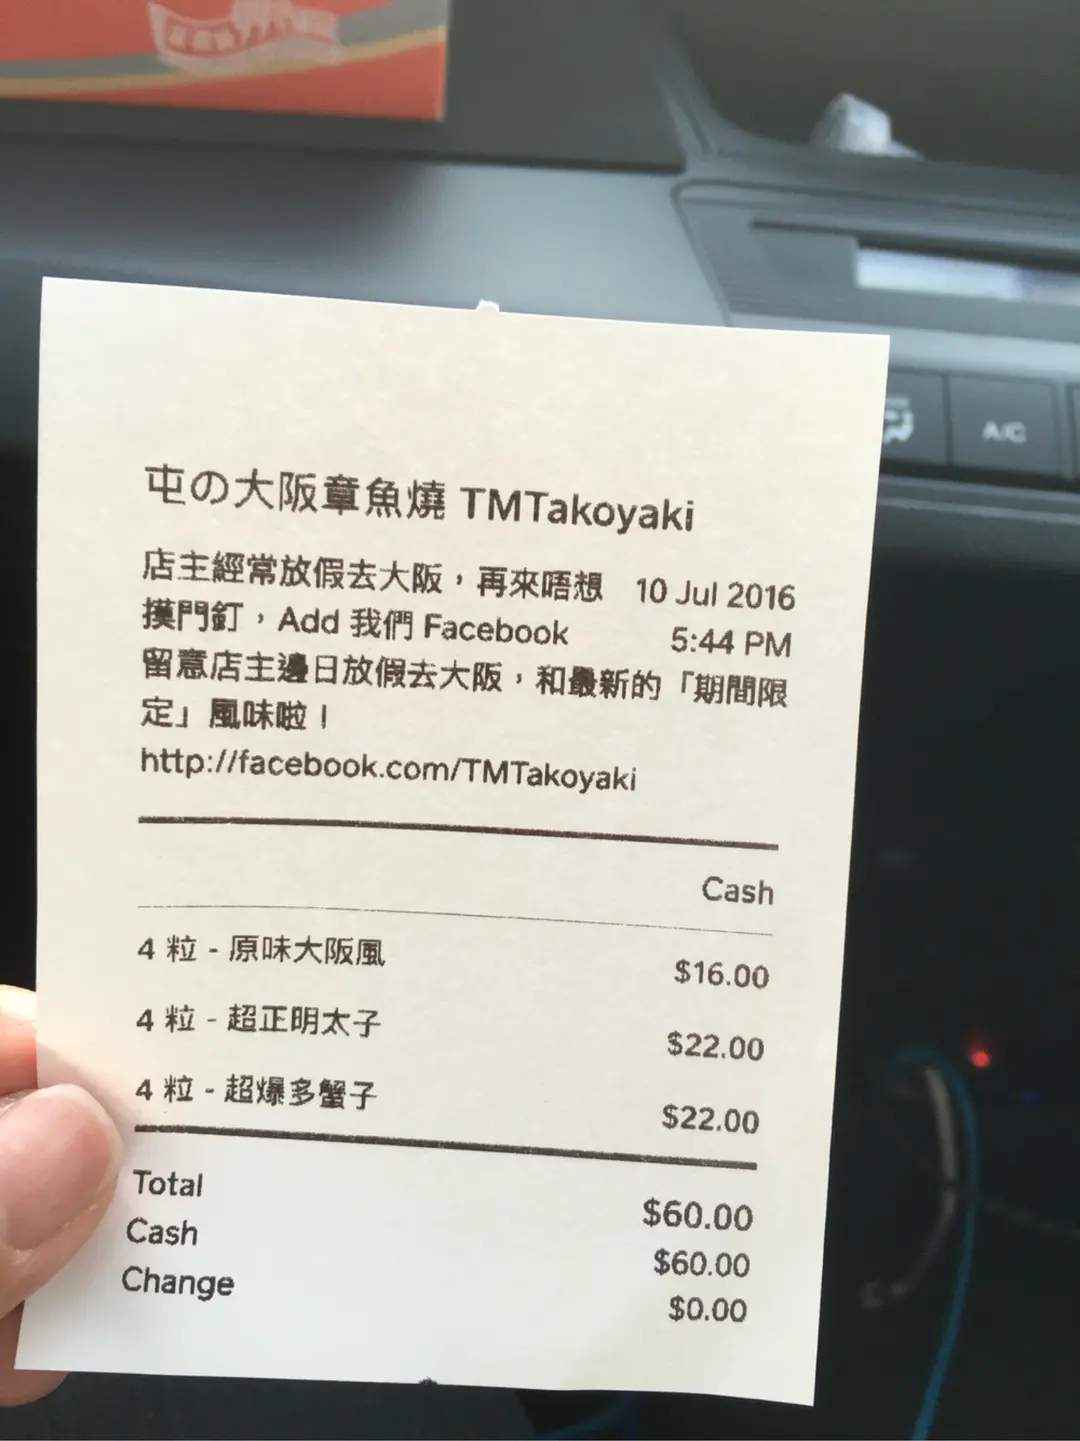 屯の大阪章魚燒 TMTakoyaki
店主經常放假去大阪，再來唔想 10 Jul 2016
摸門釘，Add 我們 Facebook 5:44 PM
留意店主邊日放假去大阪，和最新的「期間限
定」風味啦！
http://facebook.com/TMTakoyaki
Cash
4 粒 - 原味大阪風 $16.00
4 粒 - 超正明太子 $22.00
4 粒 - 超爆多蟹子 $22.00
Total $60.00
Cash $60.00
Change $0.00
A/C